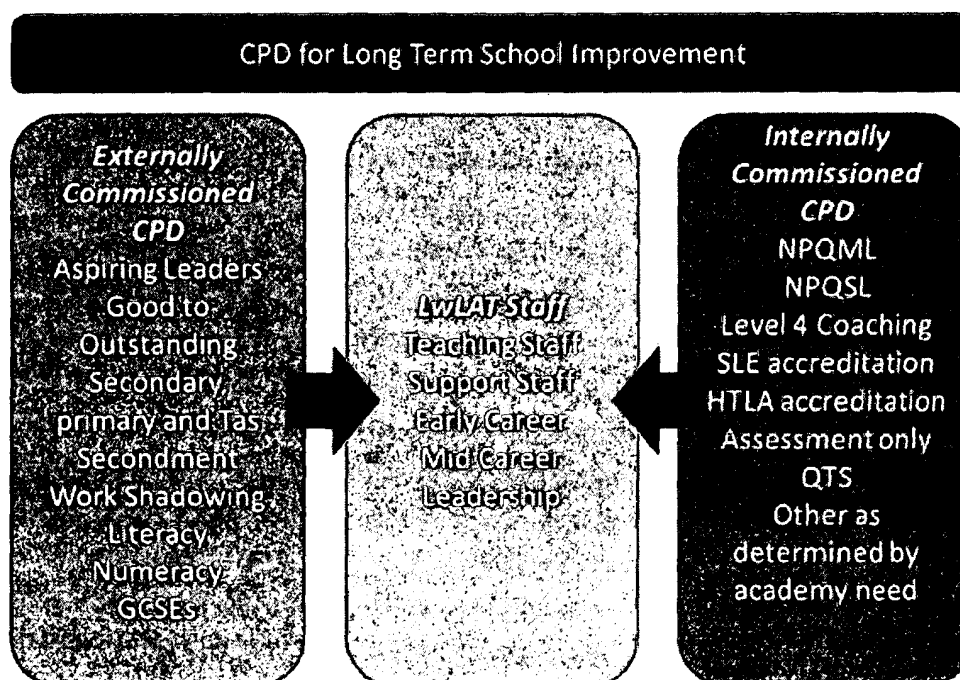 CPD for Long Term School Improvement
Externally
Commissioned
CPD
Aspiring Leaders
Good to
Outstanding
Secondary,
primary and Tas
Secondment
Work Shadowing
Literacy
Numeracy
GCSEs
LwLAT Staff
Teaching Staff
Support Staff
Early Career
Mid Career
Leadership
Internally
Commissioned
CPD
NPQML
NPQSL
Level 4 Coaching
SLE accreditation
HTLA accreditation
Assessment only
QTS
Other as
determined by
academy need